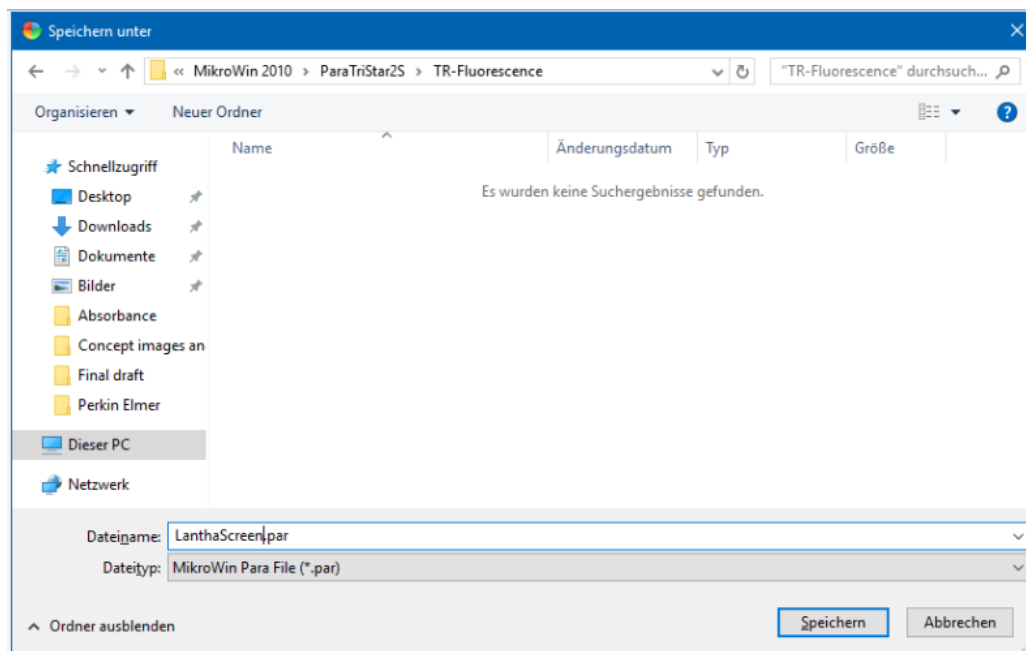 Speichern unter
« MikroWin 2010 › ParaTriStar2S › TR-Fluorescence "TR-Fluorescence" durchsuch...
Organisieren Neuer Ordner
Name Änderungsdatum Typ Größe
Es wurden keine Suchergebnisse gefunden.
Schnellzugriff
Desktop
Downloads
Dokumente
Bilder
Absorbance
Concept images an
Final draft
Perkin Elmer
Dieser PC
Netzwerk
Dateiname: LanthaScreen.par
Dateityp: MikroWin Para File (*.par)
Ordner ausblenden Speichern Abbrechen